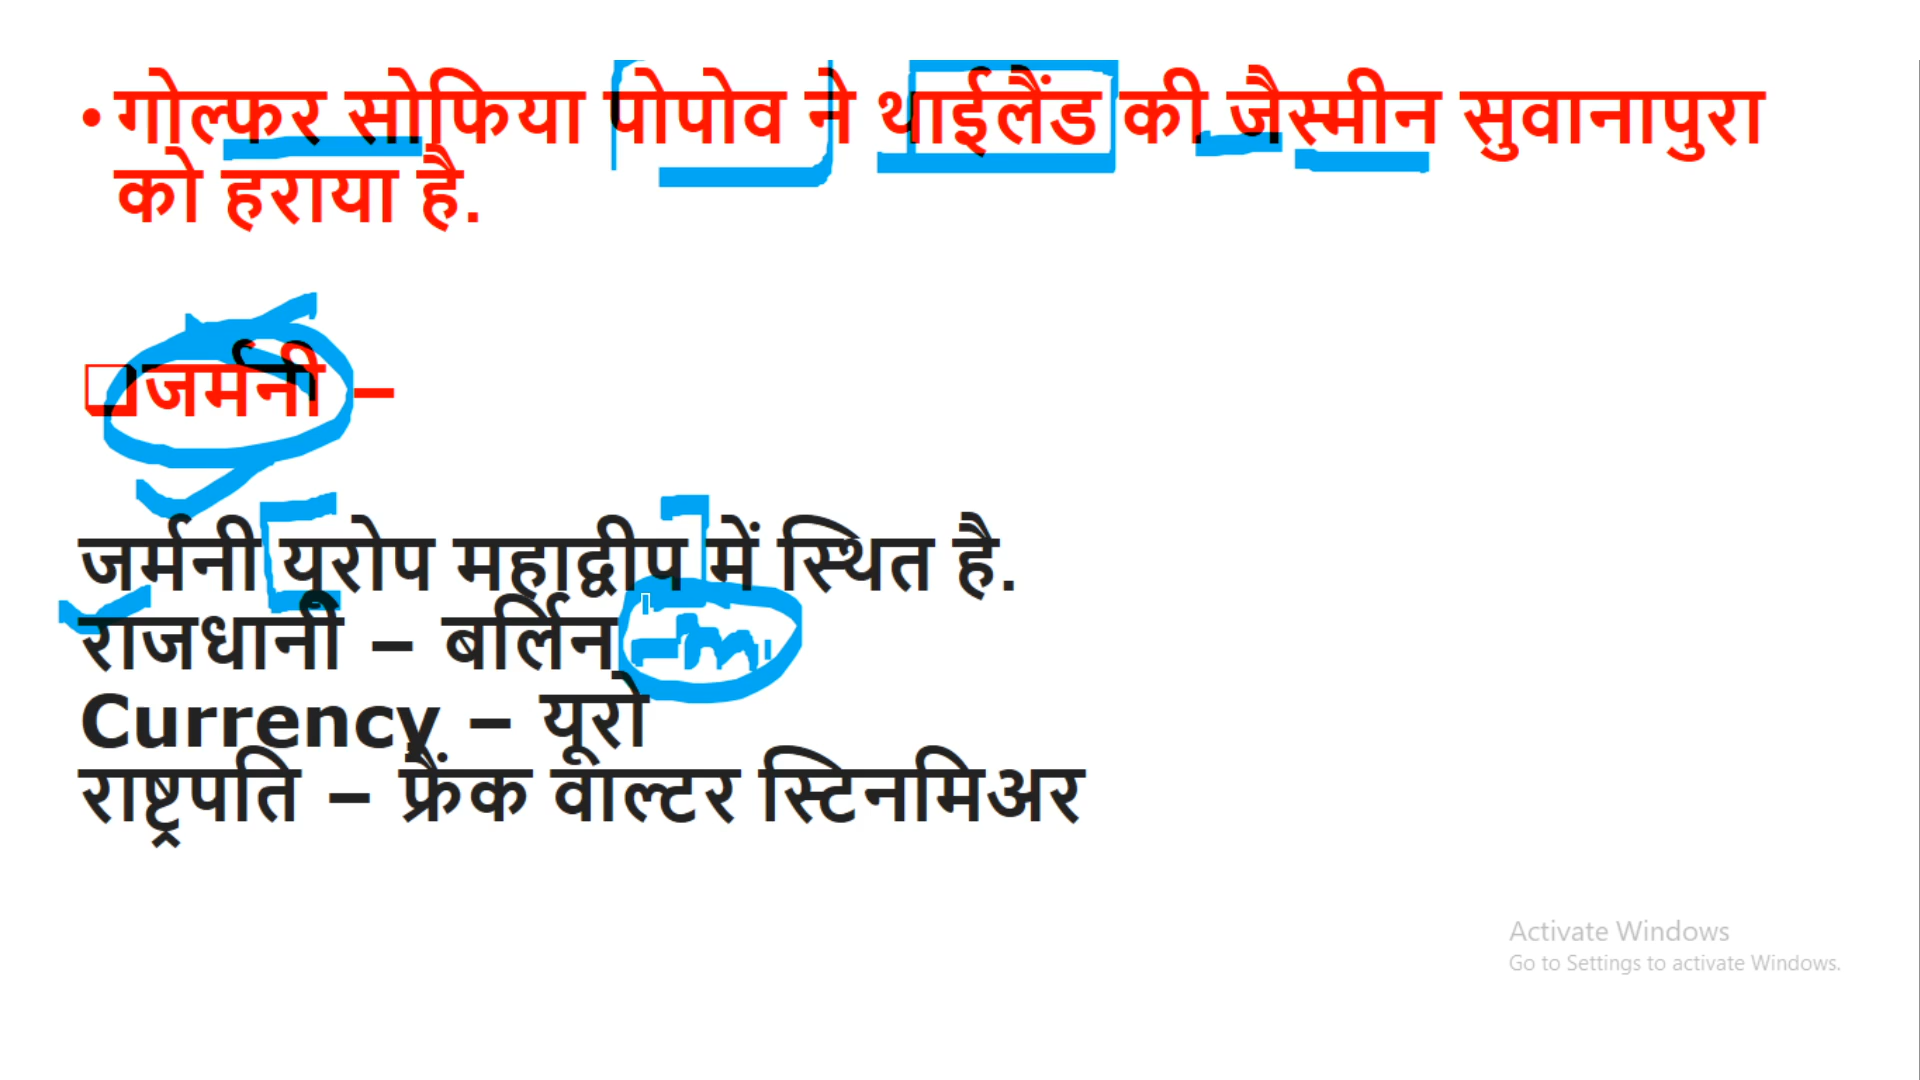 • गोल्फर सोफिया पोपोव ने थाईलैंड की जैस्मीन सुवानापुरा
को हराया है.
❑जर्मनी –
जर्मनी यूरोप महाद्वीप में स्थित है.
राजधानी – बर्लिन
Currency – यूरो
राष्ट्रपति – फ्रैंक वाल्टर स्टिनमिअर
Activate Windows
Go to Settings to activate Windows.